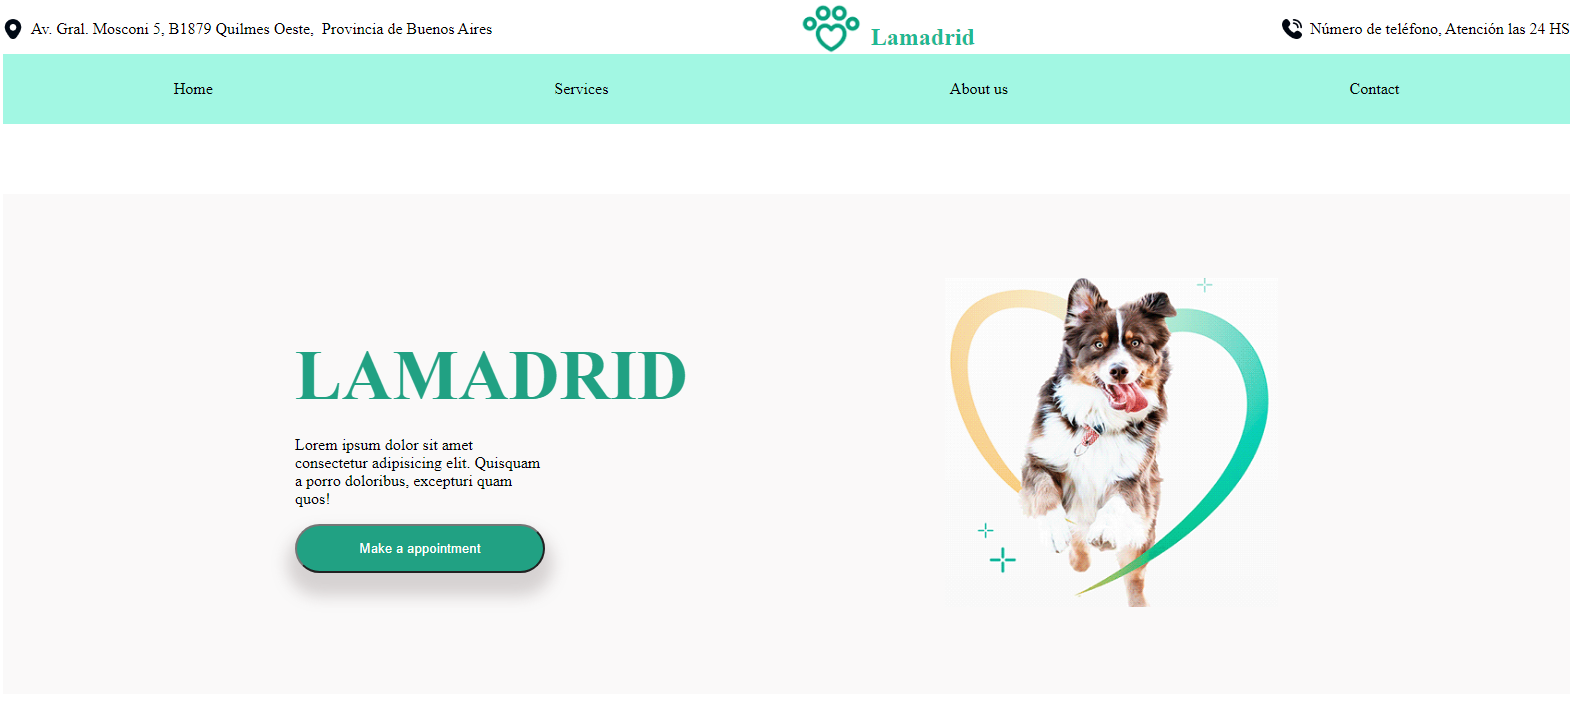 Av. Gral. Mosconi 5, B1879 Quilmes Oeste,  Provincia de Buenos Aires
Lamadrid
Número de teléfono, Atención las 24 HS
Home
Services
About us
Contact
LAMADRID
Lorem ipsum dolor sit amet
consectetur adipisicing elit. Quisquam
a porro doloribus, excepturi quam
quos!
Make a appointment